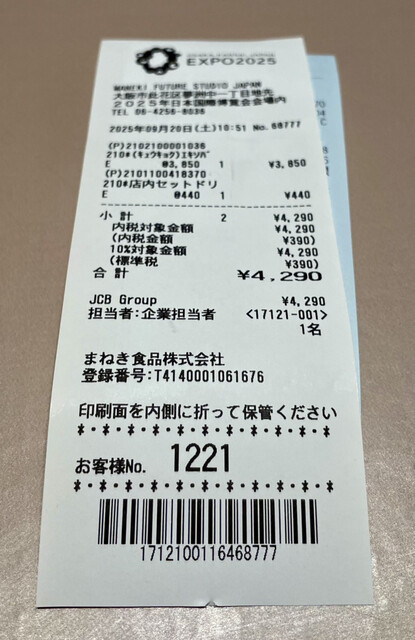 EXPO2025
MANEKI FUTURE STUDYO JAPAN
大阪市此花区夢洲中一丁目地先
2025年日本国際博覧会会場内
TEL 06-4256-8036
2025年09月20日(土)10:51 No.68777
(P)2102100001036
210#(キュウキョク)エキソバ
E @3,850 1 ¥3,850
(P)2101100418370
210#店内セットドリ
E @440 1 ¥440
小 計 2 ¥4,290
内税対象金額 ¥4,290
(内税金額 ¥390)
10%対象金額 ¥4,290
(標準税 ¥390)
合 計 ¥4,290
JCB Group ¥4,290
担当者:企業担当者 <17121-001>
1名
まねき食品株式会社
登録番号:T4140001061676
印刷面を内側に折って保管ください
*・*・*・*・*・*・*・*・*・*・*・*・*
お客様No. 1221
*・*・*・*・*・*・*・*・*・*・*・*・*
1712100116468777